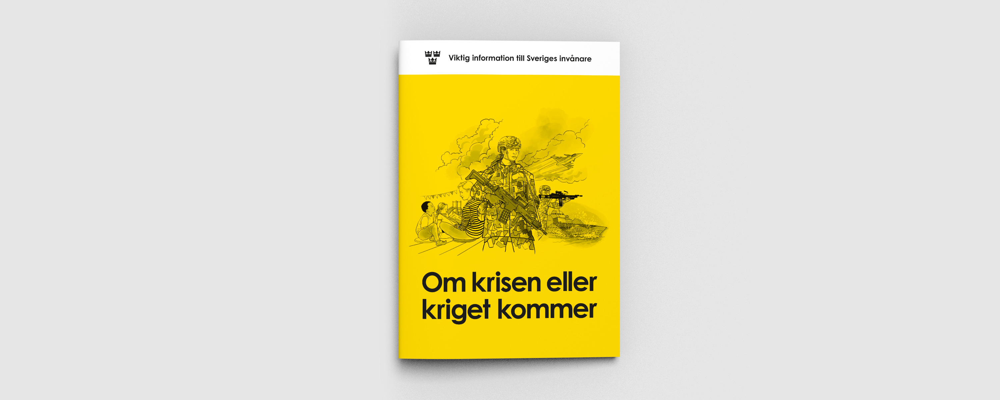 Viktig information till Sveriges invånare
Om krisen eller
kriget kommer